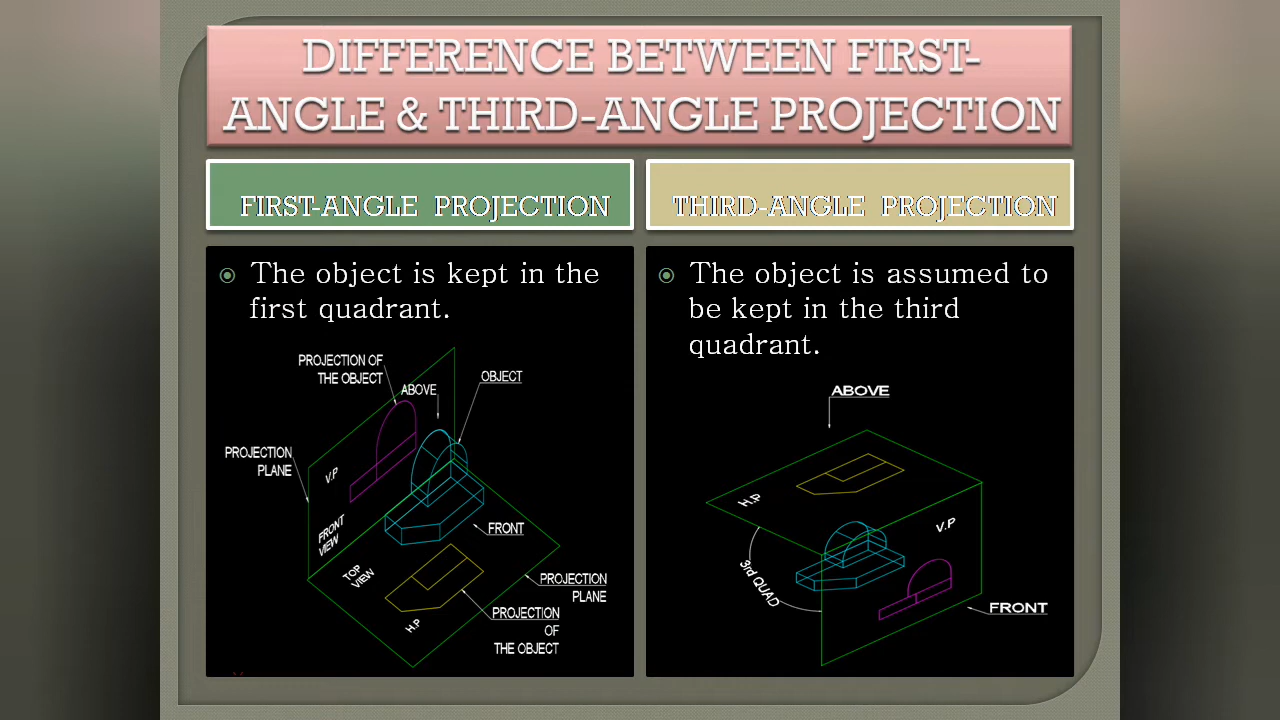 DIFFERENCE BETWEEN FIRST-
ANGLE & THIRD-ANGLE PROJECTION
FIRST-ANGLE PROJECTION
THIRD-ANGLE PROJECTION
The object is kept in the
first quadrant.
PROJECTION OF
THE OBJECT
ABOVE
OBJECT
PROJECTION
PLANE
V.P
FRONT
VIEW
FRONT
TOP
VIEW
PROJECTION
PLANE
PROJECTION
OF
THE OBJECT
H.P
The object is assumed to
be kept in the third
quadrant.
ABOVE
H.P
V.P
3rd QUAD
FRONT